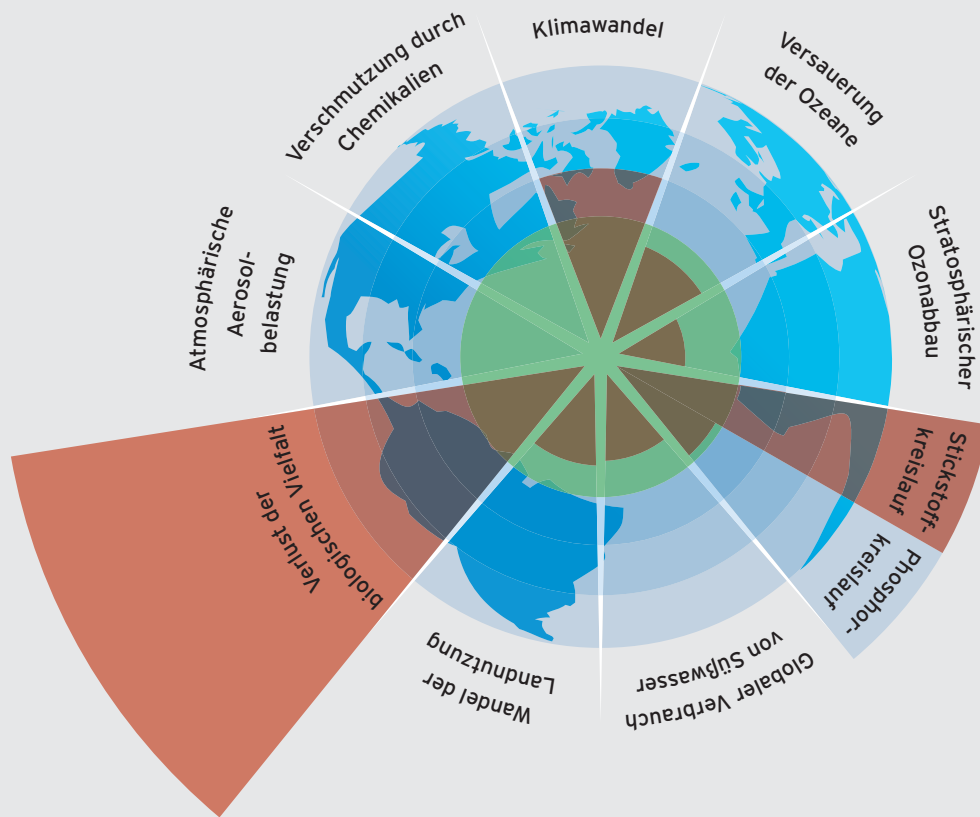 Klimawandel
Versauerung
der Ozeane
Stratosphärischer
Ozonabbau
Stickstoff-
kreislauf
Phosphor-
kreislauf
Globaler Verbrauch
von Süßwasser
Wandel der
Landnutzung
Verlust der
biologischen Vielfalt
Atmosphärische
Aerosol-
belastung
Verschmutzung durch
Chemikalien